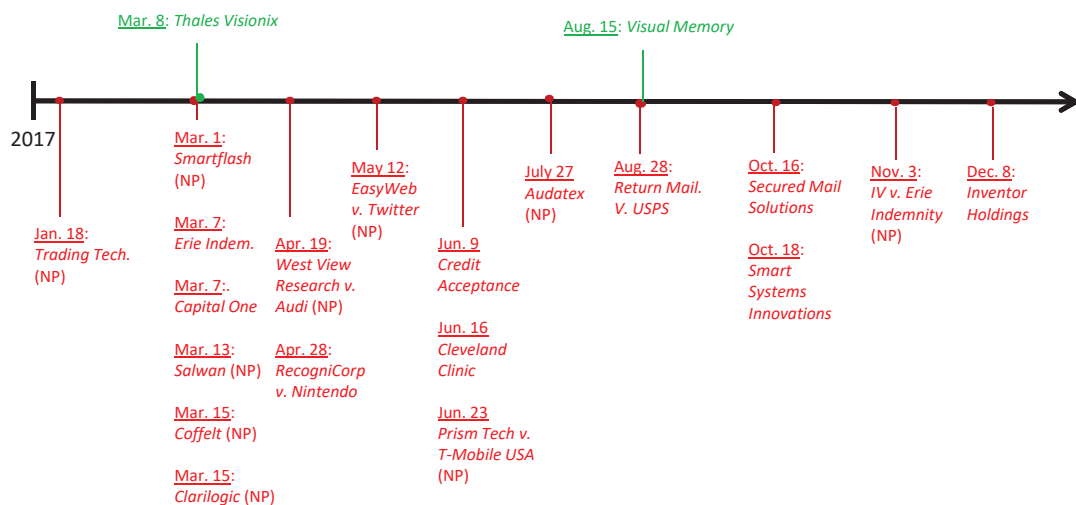 Mar. 8: Thales Visionix
Aug. 15: Visual Memory
2017
Jan. 18:
Trading Tech.
(NP)
Mar. 1:
Smartflash
(NP)
Mar. 7:
Erie Indem.
Mar. 7:.
Capital One
Mar. 13:
Salwan (NP)
Mar. 15:
Coffelt (NP)
Mar. 15:
Clarilogic (NP)
Apr. 19:
West View
Research v.
Audi (NP)
Apr. 28:
RecogniCorp
v. Nintendo
May 12:
EasyWeb
v. Twitter
(NP)
Jun. 9
Credit
Acceptance
Jun. 16
Cleveland
Clinic
Jun. 23
Prism Tech v.
T-Mobile USA
(NP)
July 27
Audatex
(NP)
Aug. 28:
Return Mail.
V. USPS
Oct. 16:
Secured Mail
Solutions
Oct. 18:
Smart
Systems
Innovations
Nov. 3:
IV v. Erie
Indemnity
(NP)
Dec. 8:
Inventor
Holdings